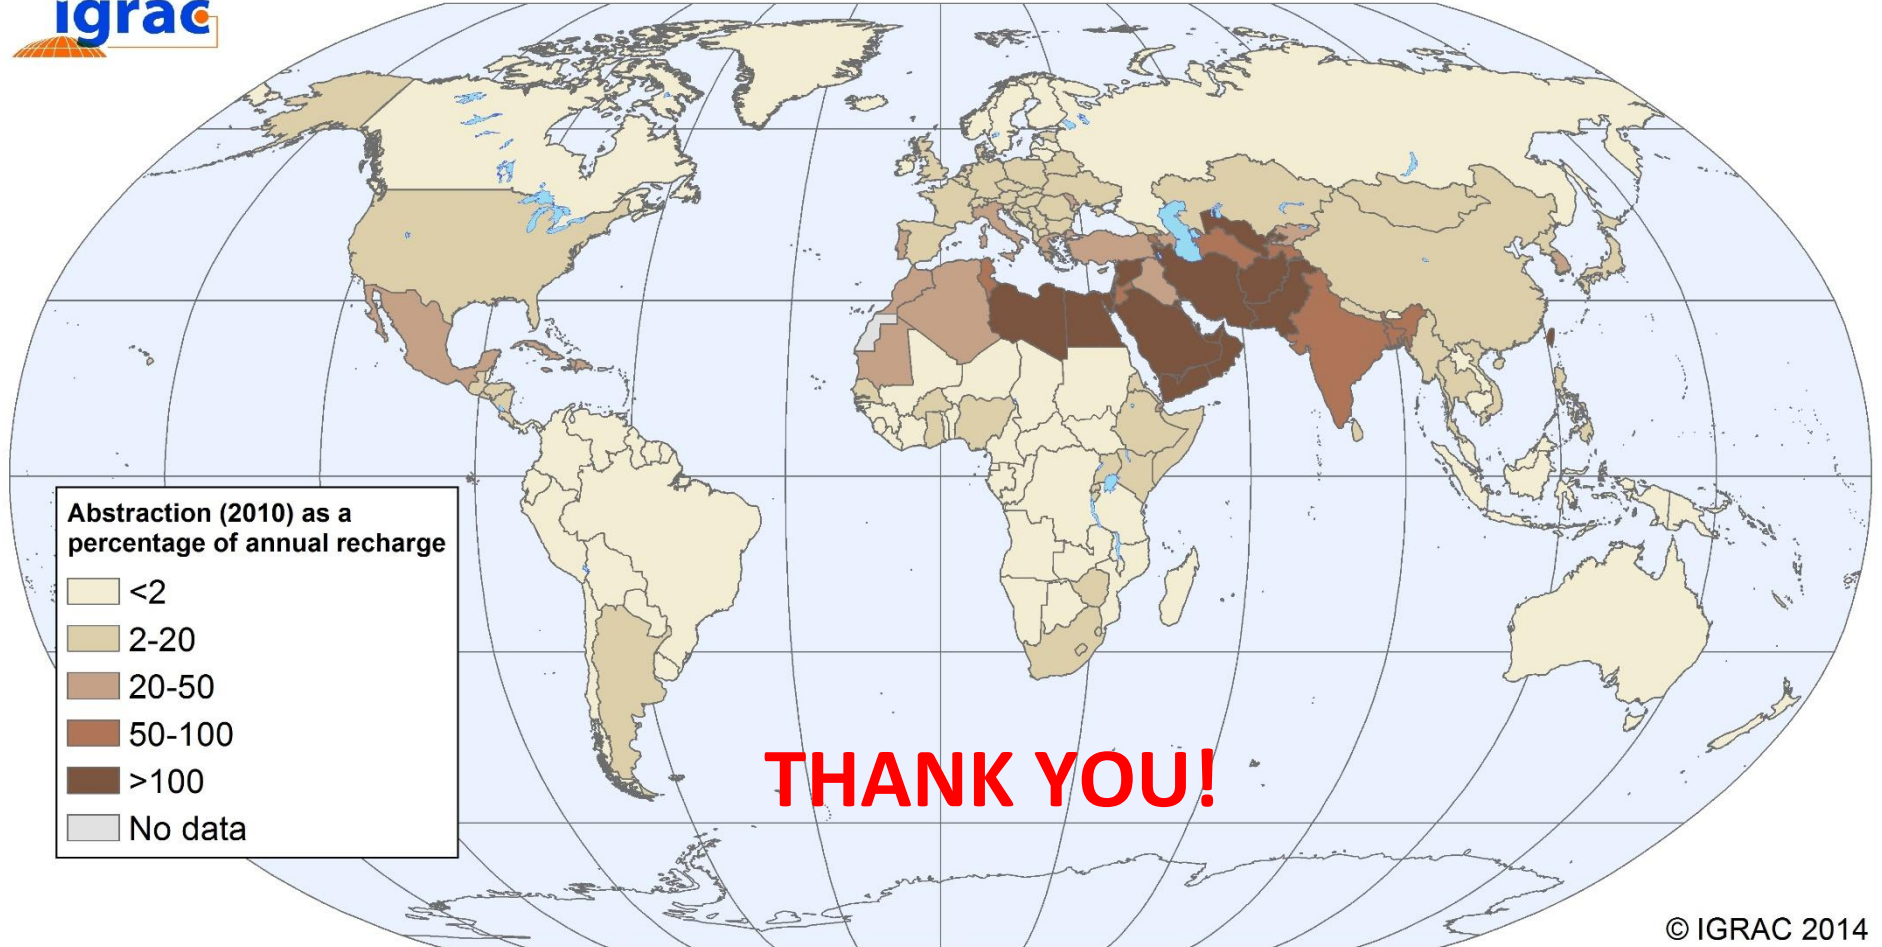 igrac
Abstraction (2010) as a
percentage of annual recharge
<2
2-20
20-50
50-100
>100
No data
THANK YOU!
© IGRAC 2014